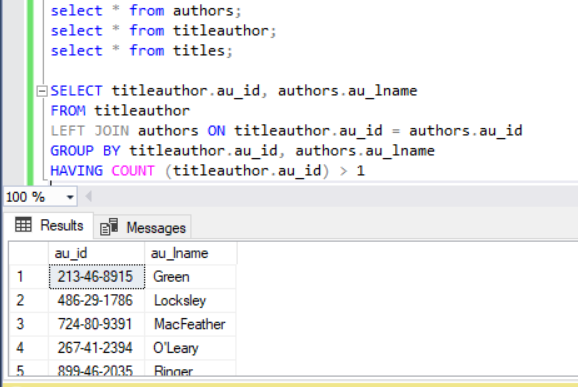 select * from authors;
select * from titleauthor;
select * from titles;
SELECT titleauthor.au_id, authors.au_lname
FROM titleauthor
LEFT JOIN authors ON titleauthor.au_id = authors.au_id
GROUP BY titleauthor.au_id, authors.au_lname
HAVING COUNT (titleauthor.au_id) > 1
100 %
Results Messages
au_id au_lname
1 213-46-8915 Green
2 486-29-1786 Locksley
3 724-80-9391 MacFeather
4 267-41-2394 O'Leary
5 899-46-2035 Ringer